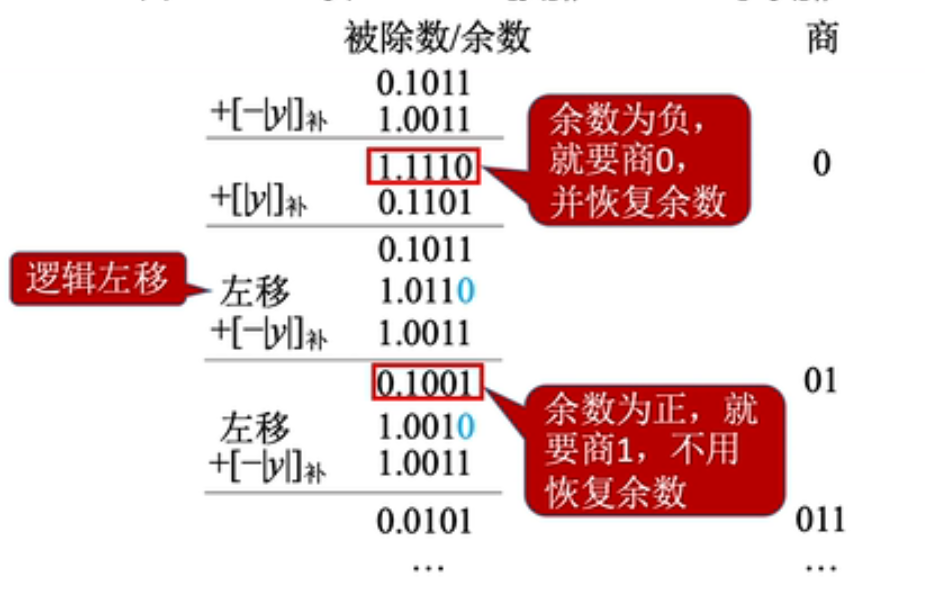 被除数/余数 商
0.1011
+[-|y|]补 1.0011
1.1110 0
余数为负,
就要商0,
并恢复余数
+[|y|]补 0.1101
0.1011
逻辑左移
左移 1.0110
+[-|y|]补 1.0011
0.1001 01
余数为正,就
要商1,不用
恢复余数
左移 1.0010
+[-|y|]补 1.0011
0.0101 011
… …